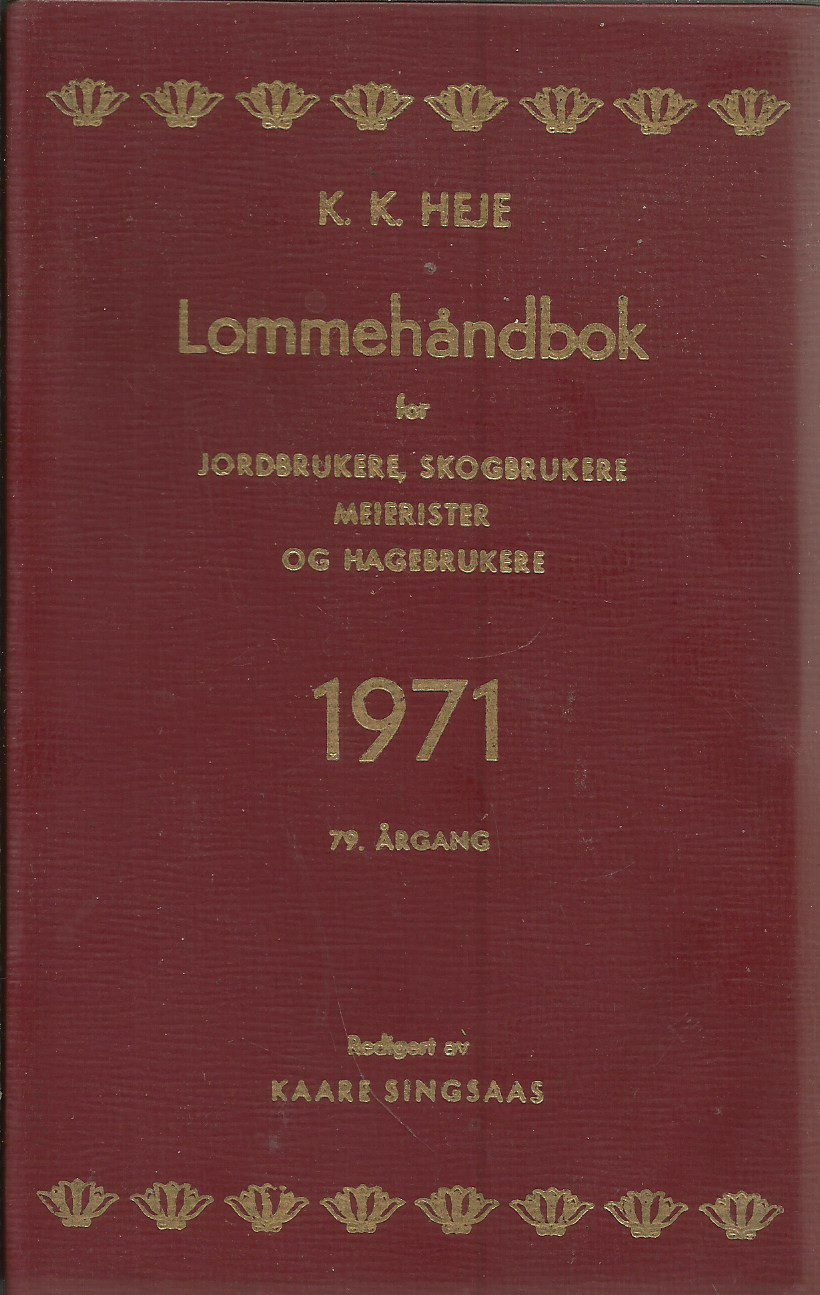 K. K. HEJE
Lommehåndbok
for
JORDBRUKERE, SKOGBRUKERE
MEIERISTER
OG HAGEBRUKERE
1971
79. ÅRGANG
Redigert av
KAARE SINGSAAS